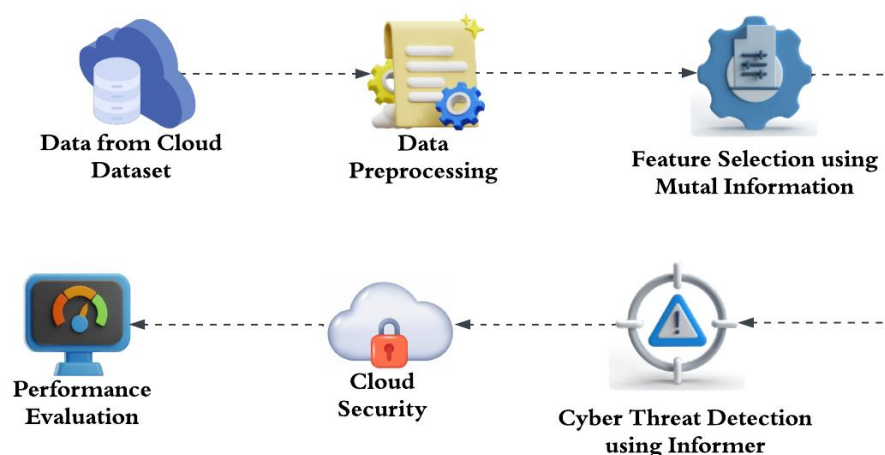 Data from Cloud
Dataset
Data
Preprocessing
Feature Selection using
Mutal Information
Performance
Evaluation
Cloud
Security
Cyber Threat Detection
using Informer